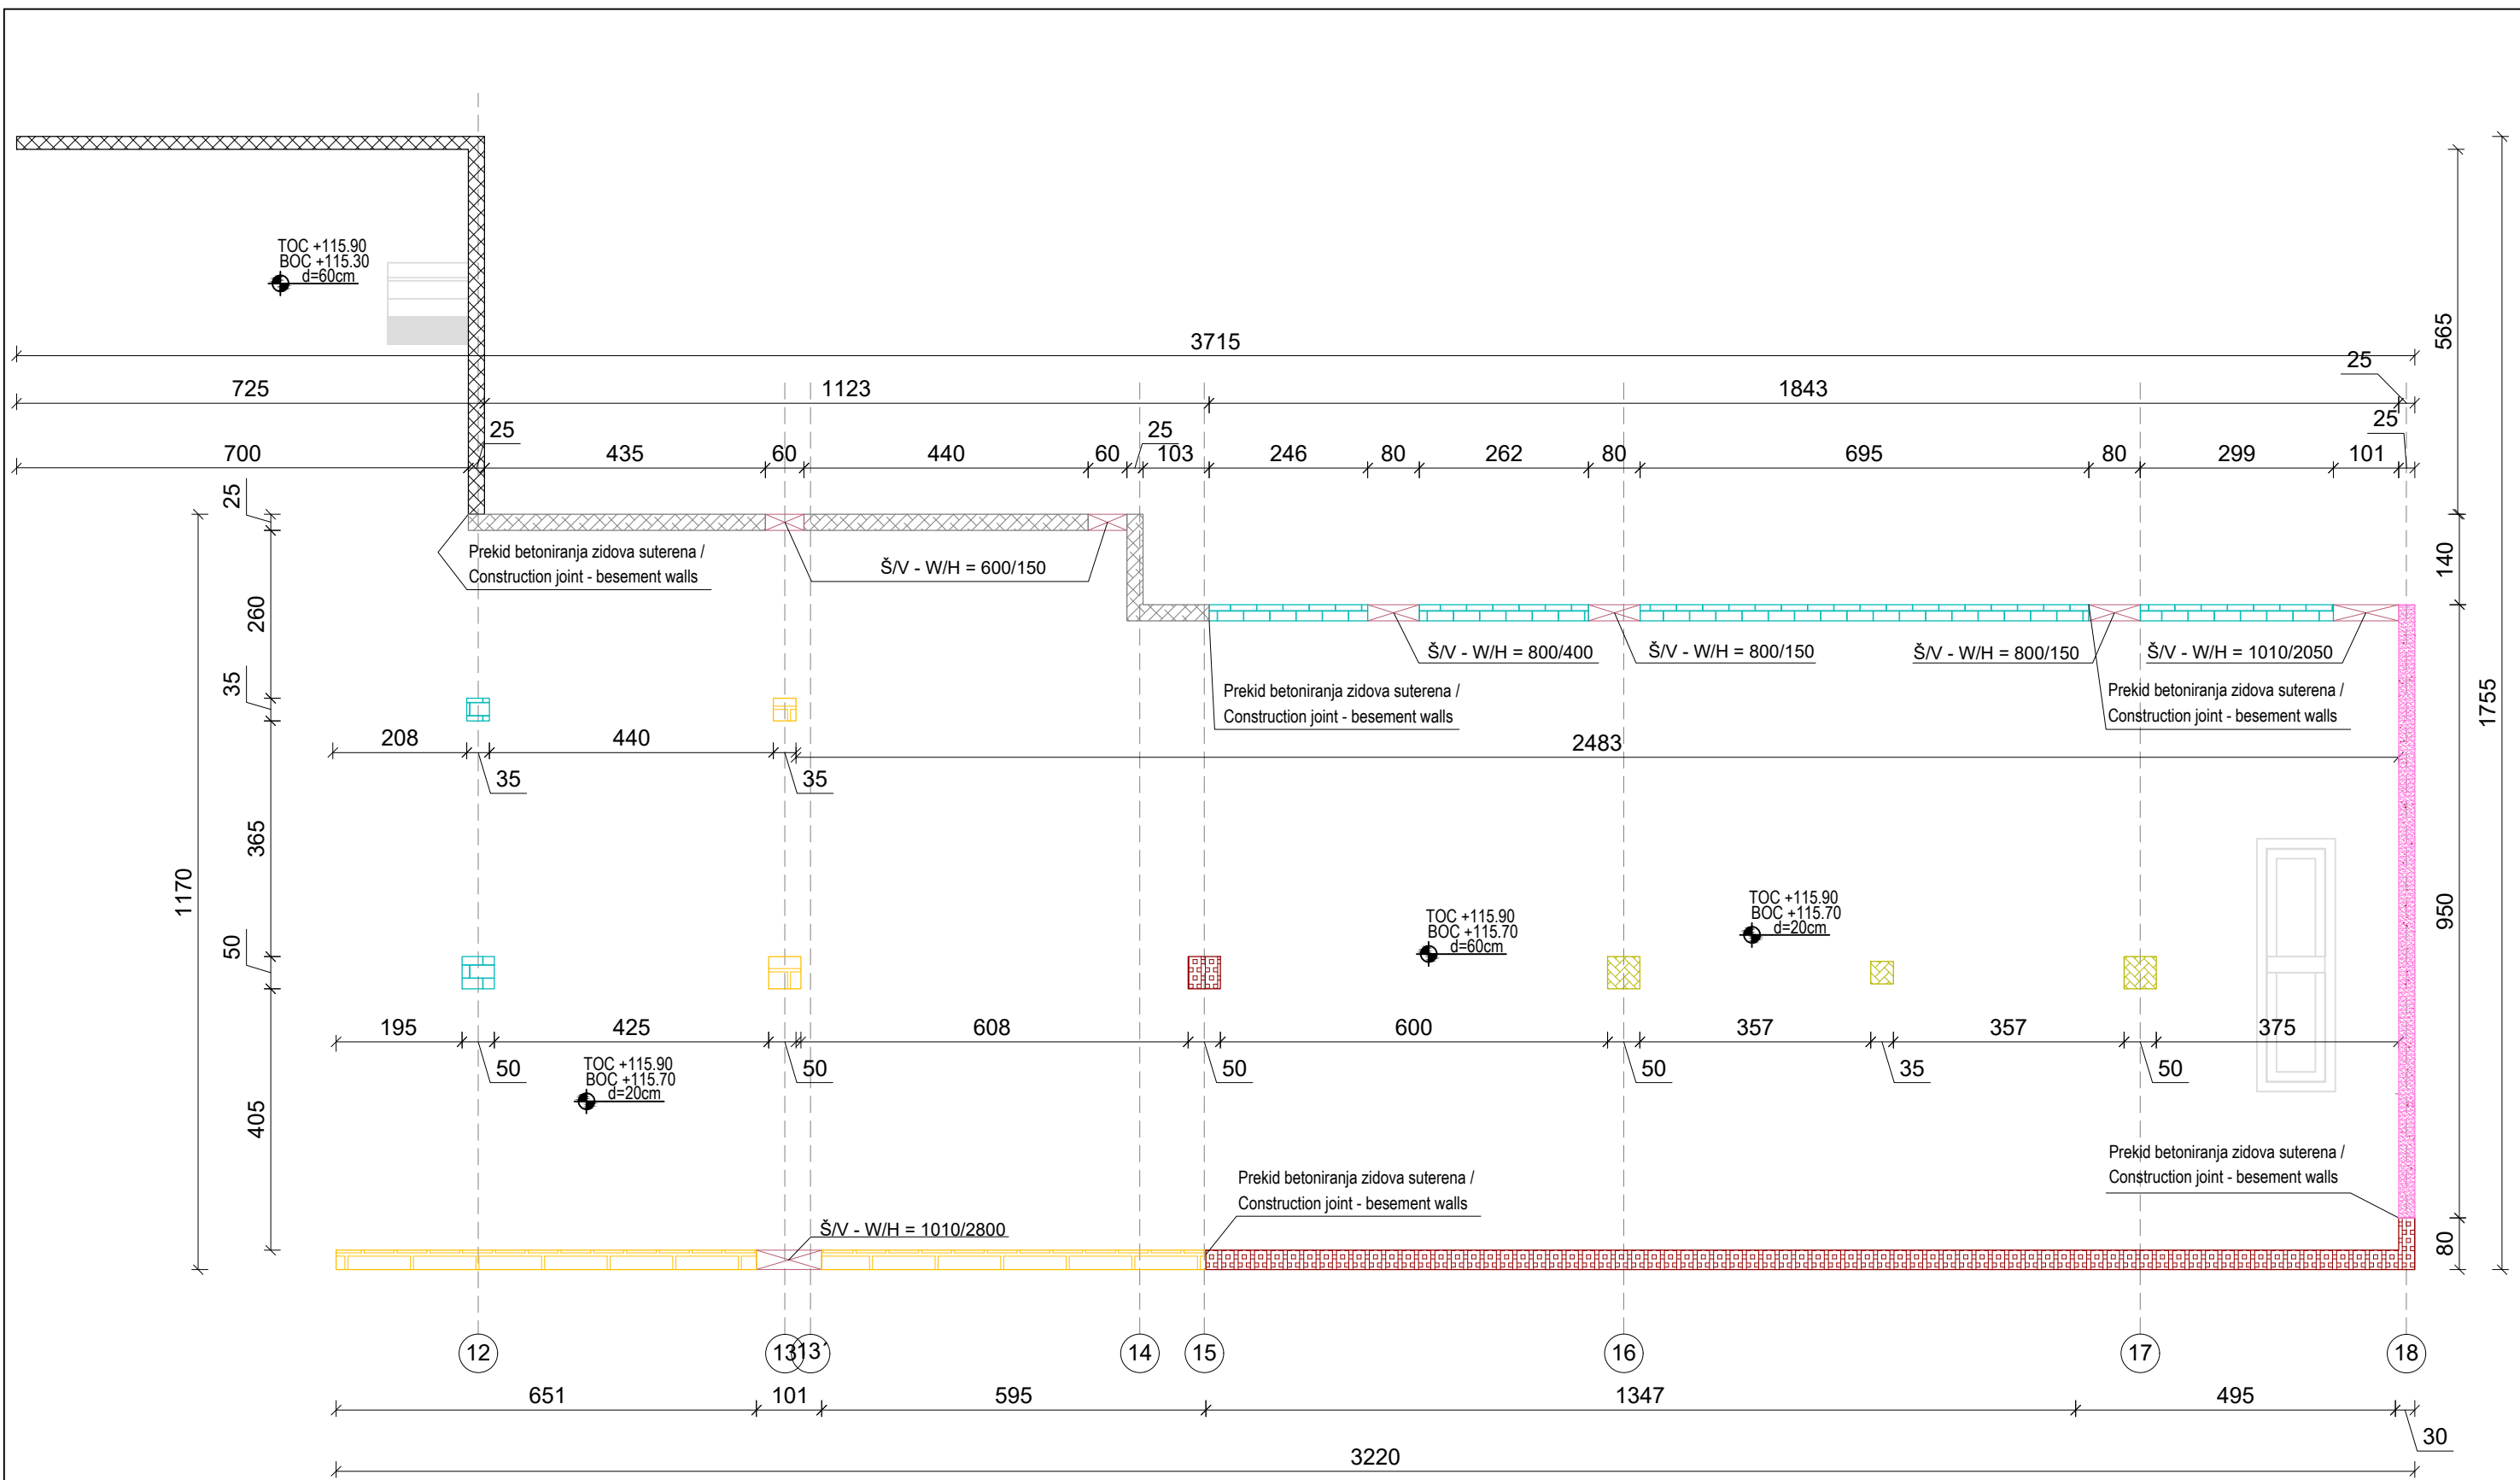 TOC +115.90
BOC +115.30
d=60cm
3715
565
725
1123
1843
25
700
25
435
60
440
60
25
103
246
80
262
80
695
80
299
101
25
25
260
35
365
50
405
1170
140
950
80
1755
Prekid betoniranja zidova suterena /
Construction joint - besement walls
Š/V - W/H = 600/150
Š/V - W/H = 800/400
Š/V - W/H = 800/150
Š/V - W/H = 800/150
Š/V - W/H = 1010/2050
Prekid betoniranja zidova suterena /
Construction joint - besement walls
Prekid betoniranja zidova suterena /
Construction joint - besement walls
208
440
2483
35
35
TOC +115.90
BOC +115.70
d=60cm
TOC +115.90
BOC +115.70
d=20cm
195
425
608
600
357
357
375
50
50
50
50
35
50
TOC +115.90
BOC +115.70
d=20cm
Prekid betoniranja zidova suterena /
Construction joint - besement walls
Prekid betoniranja zidova suterena /
Construction joint - besement walls
Š/V - W/H = 1010/2800
12
13
13'
14
15
16
17
18
651
101
595
1347
495
30
3220